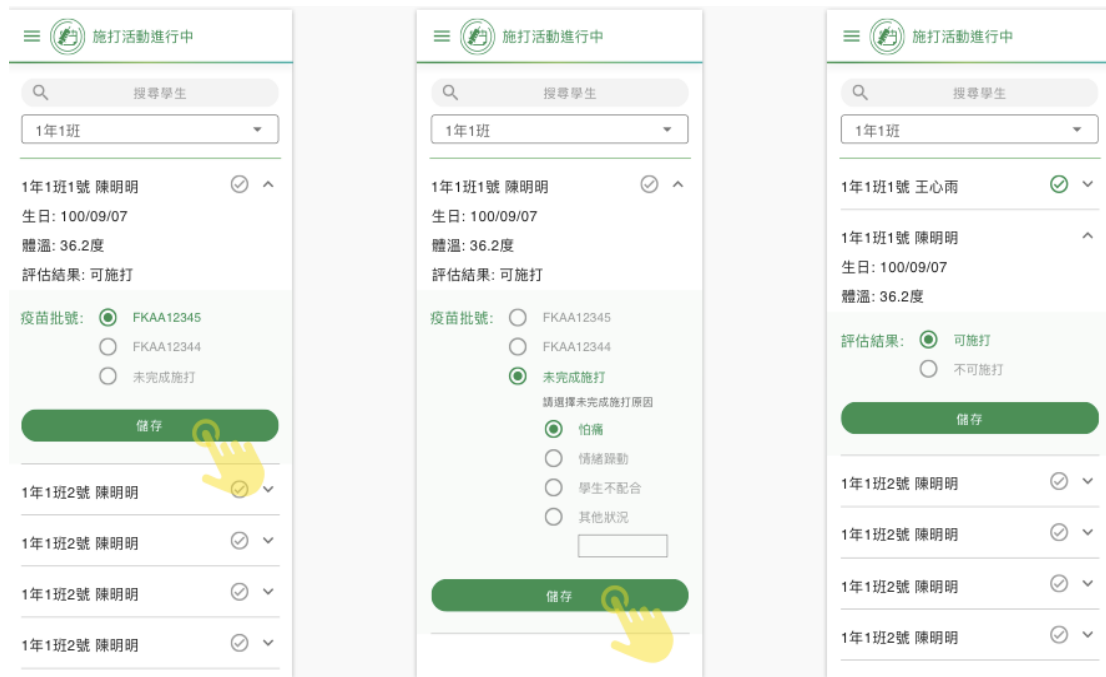 施打活動進行中
搜尋學生
1年1班
1年1班1號 陳明明
生日: 100/09/07
體溫: 36.2度
評估結果: 可施打
疫苗批號:
FKAA12345
FKAA12344
未完成施打
儲存
1年1班2號 陳明明
1年1班2號 陳明明
1年1班2號 陳明明
1年1班2號 陳明明
施打活動進行中
搜尋學生
1年1班
1年1班1號 陳明明
生日: 100/09/07
體溫: 36.2度
評估結果: 可施打
疫苗批號:
FKAA12345
FKAA12344
未完成施打
請選擇未完成施打原因
怕痛
情緒躁動
學生不配合
其他狀況
儲存
施打活動進行中
搜尋學生
1年1班
1年1班1號 王心雨
1年1班1號 陳明明
生日: 100/09/07
體溫: 36.2度
評估結果:
可施打
不可施打
儲存
1年1班2號 陳明明
1年1班2號 陳明明
1年1班2號 陳明明
1年1班2號 陳明明